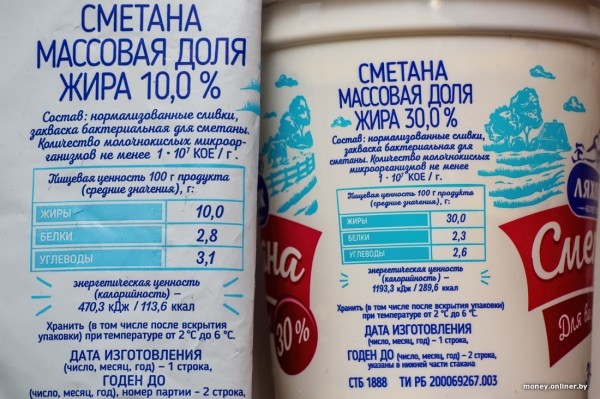 СМЕТАНА
МАССОВАЯ ДОЛЯ
ЖИРА 10,0 %
Состав: нормализованные сливки,
закваска бактериальная для сметаны.
Количество молочнокислых микроор-
ганизмов не менее 1 · 10⁷ КОЕ / г.
Пищевая ценность 100 г продукта
(средние значения), г:
ЖИРЫ 10,0
БЕЛКИ 2,8
УГЛЕВОДЫ 3,1
энергетическая ценность
(калорийность) –
470,3 кДж / 113,6 ккал
Хранить (в том числе после вскрытия
упаковки) при температуре от 2 °С до 6 °С.
ДАТА ИЗГОТОВЛЕНИЯ
(число, месяц, год) – 1 строка,
ГОДЕН ДО
(число, месяц, год), номер партии – 2 строка,
СМЕТАНА
МАССОВАЯ ДОЛЯ
ЖИРА 30,0 %
Состав: нормализованные сливки,
закваска бактериальная для
сметаны. Количество молочнокислых
микроорганизмов не менее
1 · 10⁷ КОЕ / г.
Пищевая ценность 100 г продукта
(средние значения), г:
ЖИРЫ 30,0
БЕЛКИ 2,3
УГЛЕВОДЫ 2,6
энергетическая ценность
(калорийность) –
1193,3 кДж / 289,6 ккал
Хранить (в том числе после вскрытия упаковки)
при температуре от 2 °С до 6 °С.
ДАТА ИЗГОТОВЛЕНИЯ
(число, месяц, год) – 1 строка,
ГОДЕН ДО (число, месяц, год) – 2 строка,
указаны в нижней части стакана
СТБ 1888 ТИ РБ 200069267.003
на
30%
ЛЯЖ
Сме
Для ва
money.onliner.by